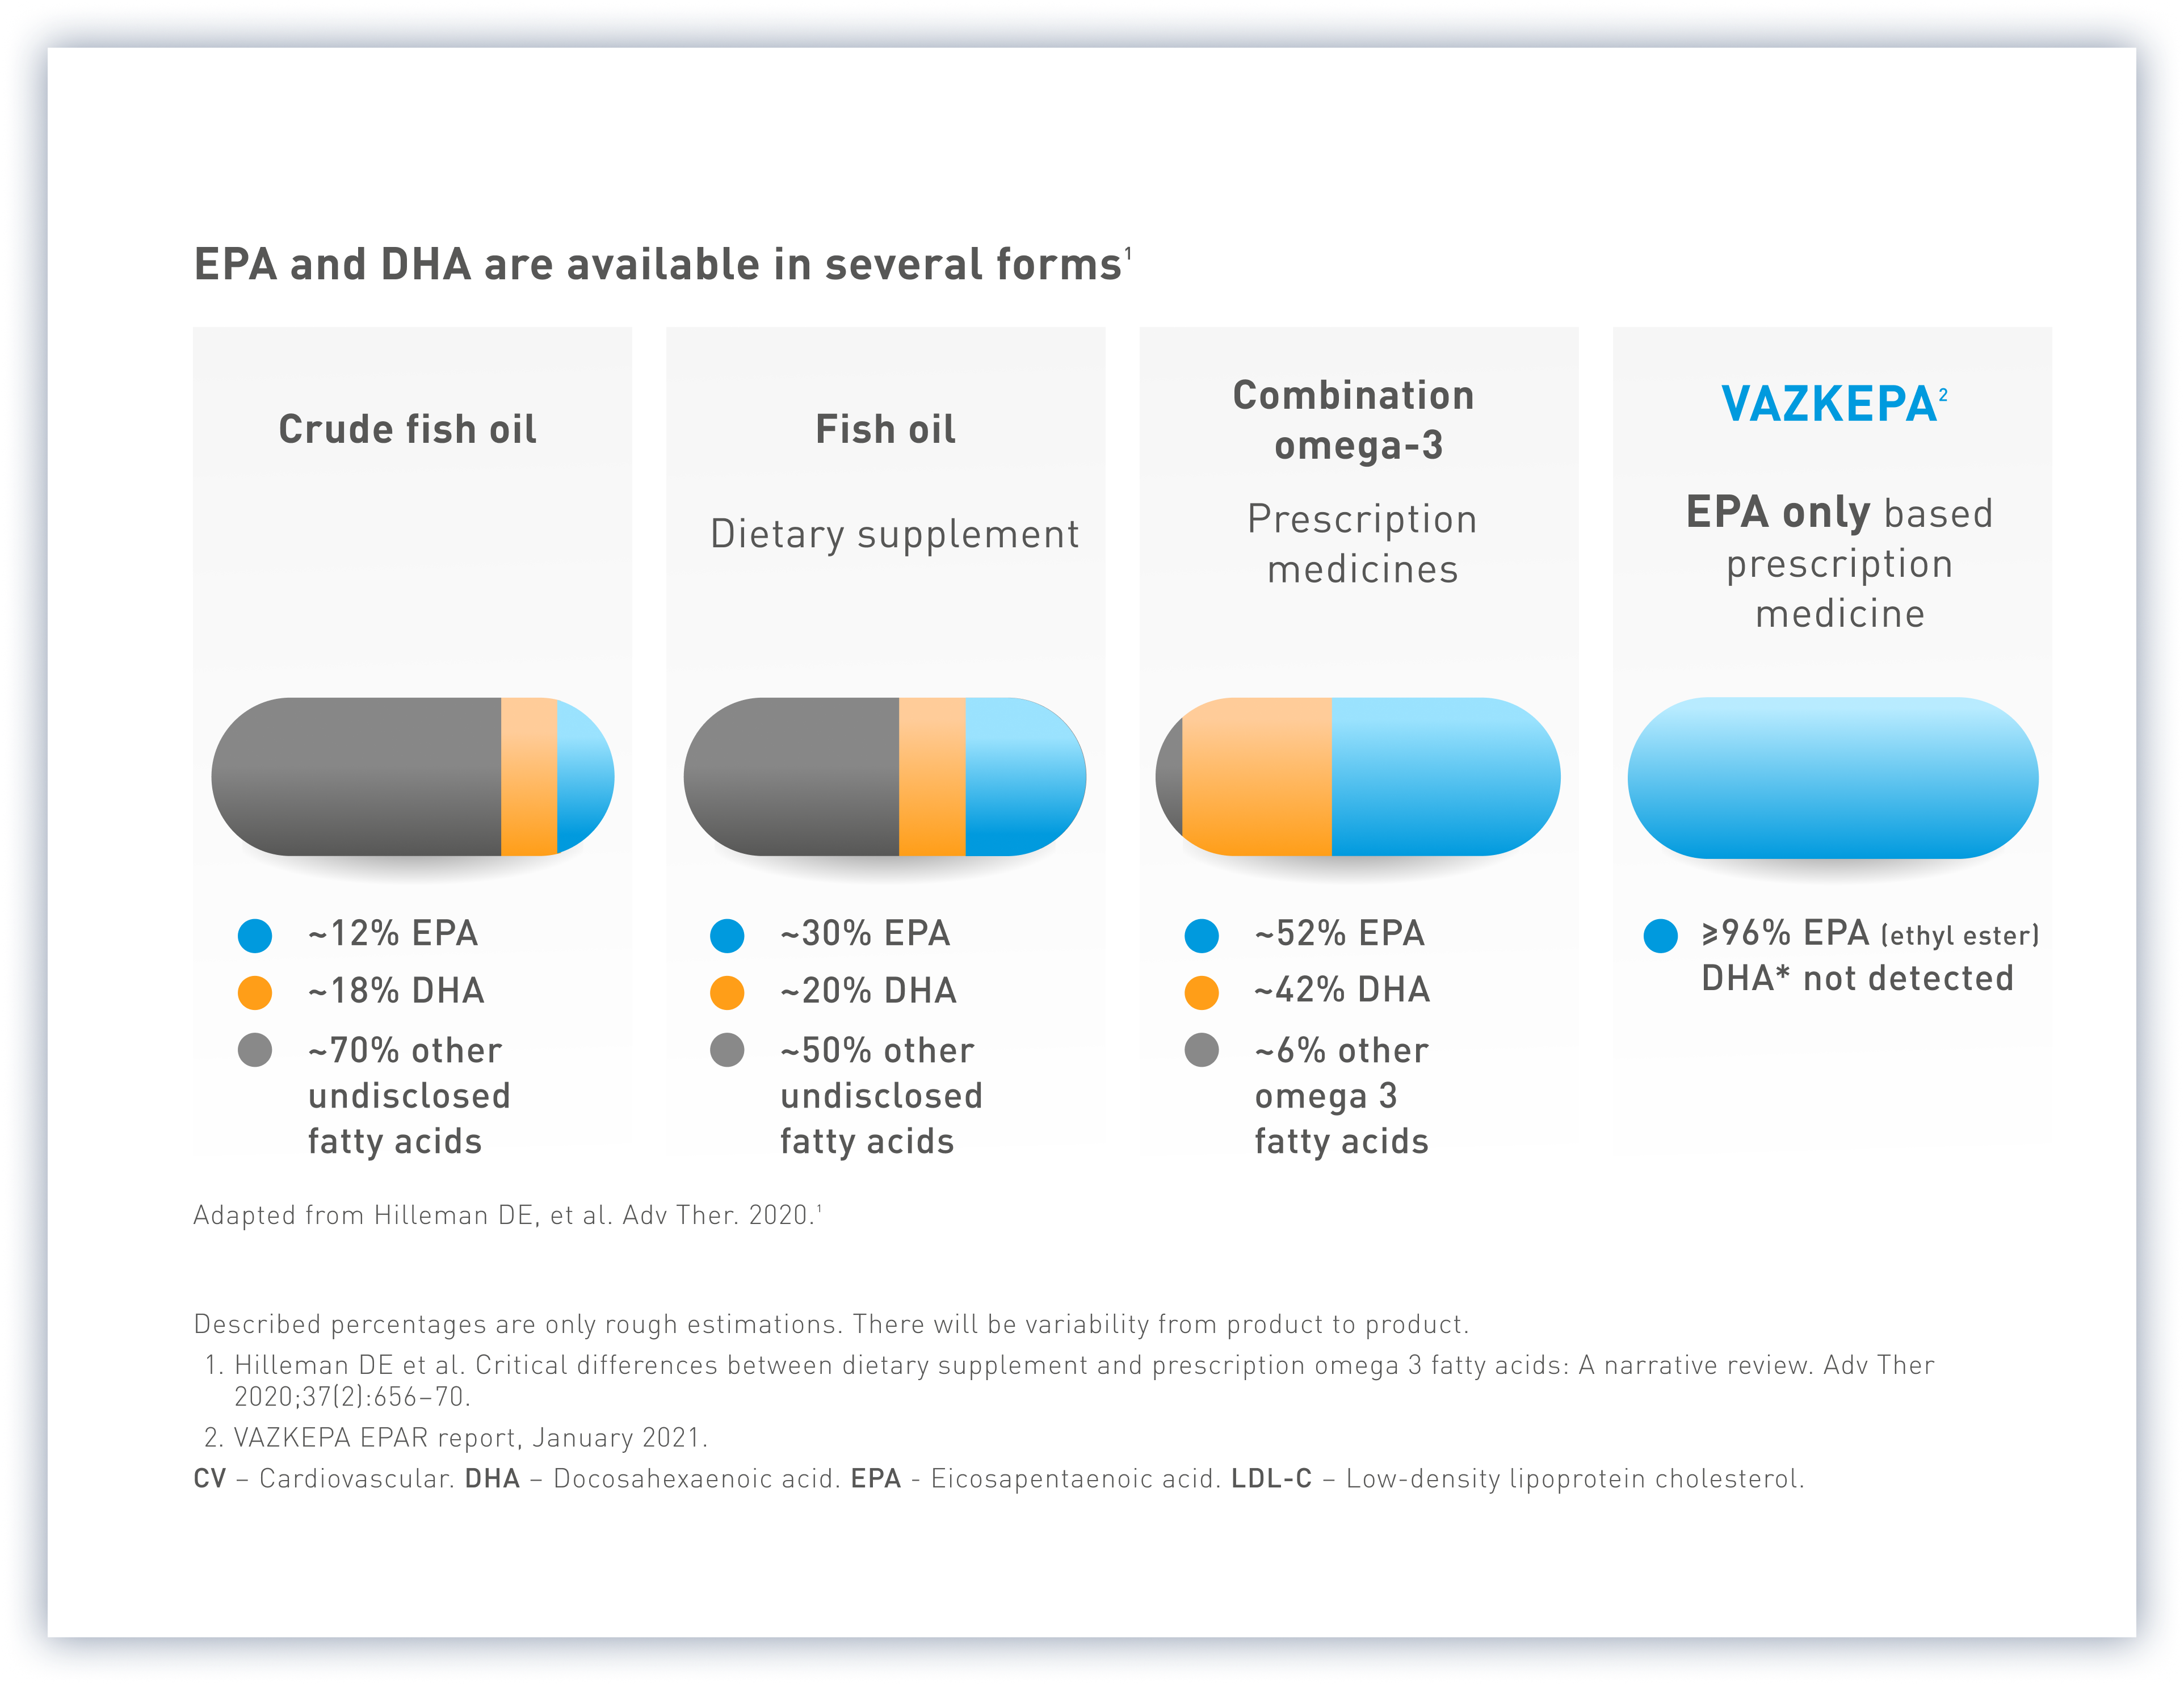 EPA and DHA are available in several forms¹
Crude fish oil
~12% EPA
~18% DHA
~70% other
undisclosed
fatty acids
Fish oil
Dietary supplement
~30% EPA
~20% DHA
~50% other
undisclosed
fatty acids
Combination
omega-3
Prescription
medicines
~52% EPA
~42% DHA
~6% other
omega 3
fatty acids
VAZKEPA²
EPA only based
prescription
medicine
≥96% EPA (ethyl ester)
DHA* not detected
Adapted from Hilleman DE, et al. Adv Ther. 2020.¹
Described percentages are only rough estimations. There will be variability from product to product.
1. Hilleman DE et al. Critical differences between dietary supplement and prescription omega 3 fatty acids: A narrative review. Adv Ther
2020;37(2):656–70.
2. VAZKEPA EPAR report, January 2021.
CV – Cardiovascular. DHA – Docosahexaenoic acid. EPA - Eicosapentaenoic acid. LDL-C – Low-density lipoprotein cholesterol.